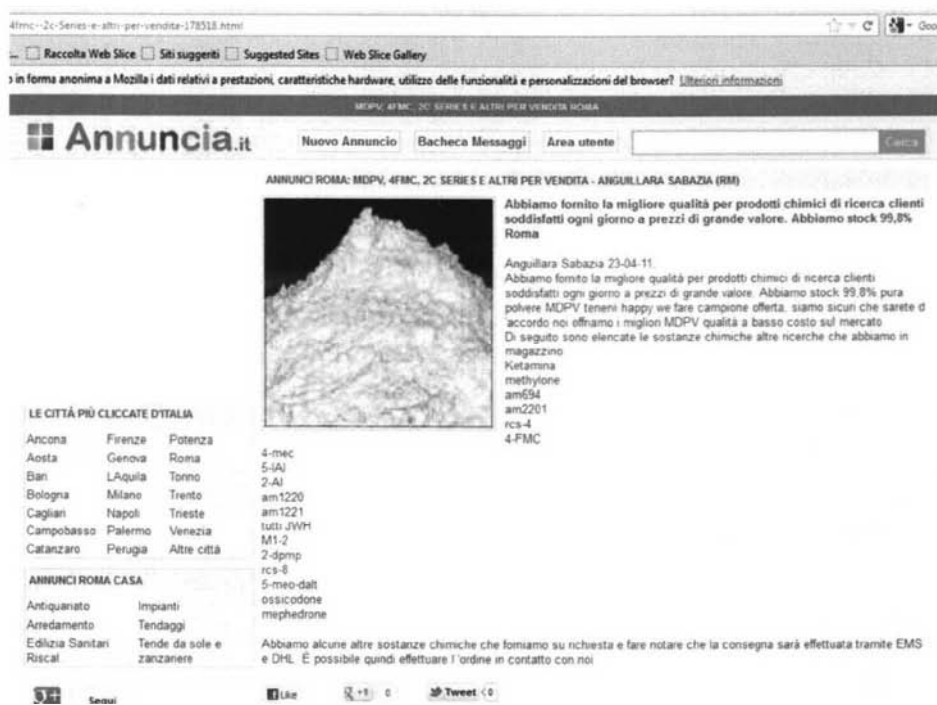 4fmc--2c-Series-e-altri-per-vendita-178518.html
Goo
Raccolta Web Slice Siti suggeriti Suggested Sites Web Slice Gallery
o in forma anonima a Mozilla i dati relativi a prestazioni, caratteristiche hardware, utilizzo delle funzionalità e personalizzazioni del browser? Ulteriori informazioni
MDPV, 4FMC, 2C SERIES E ALTRI PER VENDITA ROMA
Annuncia.it
Nuovo Annuncio Bacheca Messaggi Area utente Cerca
ANNUNCI ROMA: MDPV, 4FMC, 2C SERIES E ALTRI PER VENDITA - ANGUILLARA SABAZIA (RM)
Abbiamo fornito la migliore qualità per prodotti chimici di ricerca clienti
soddisfatti ogni giorno a prezzi di grande valore. Abbiamo stock 99,8%
Roma
Anguillara Sabazia 23-04-11.
Abbiamo fornito la migliore qualità per prodotti chimici di ricerca clienti
soddisfatti ogni giorno a prezzi di grande valore. Abbiamo stock 99,8% pura
polvere MDPV teneni happy we fare campione offerta, siamo sicuri che sarete d
'accordo noi offriamo i migliori MDPV qualità a basso costo sul mercato
Di seguito sono elencate le sostanze chimiche altre ricerche che abbiamo in
magazzino
Ketamina
methylone
am694
am2201
rcs-4
4-FMC
4-mec
5-IAI
2-AI
am1220
am1221
tutti JWH
M1-2
2-dpmp
rcs-8
5-meo-dalt
ossicodone
mephedrone
Abbiamo alcune altre sostanze chimiche che forniamo su richiesta e fare notare che la consegna sarà effettuata tramite EMS
e DHL. È possibile quindi effettuare l 'ordine in contatto con noi
LE CITTÀ PIÙ CLICCATE D'ITALIA
Ancona Firenze Potenza
Aosta Genova Roma
Bari LAquila Torino
Bologna Milano Trento
Cagliari Napoli Trieste
Campobasso Palermo Venezia
Catanzaro Perugia Altre città
ANNUNCI ROMA CASA
Antiquariato Impianti
Arredamento Tendaggi
Edilizia Sanitari Tende da sole e
Riscal zanzariere
Segui
Like +1 0 Tweet 0